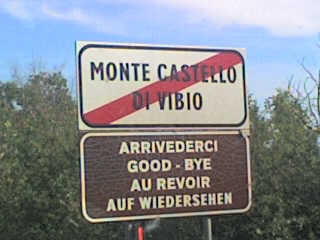 MONTE CASTELLO
DI VIBIO
ARRIVEDERCI
GOOD - BYE
AU REVOIR
AUF WIEDERSEHEN